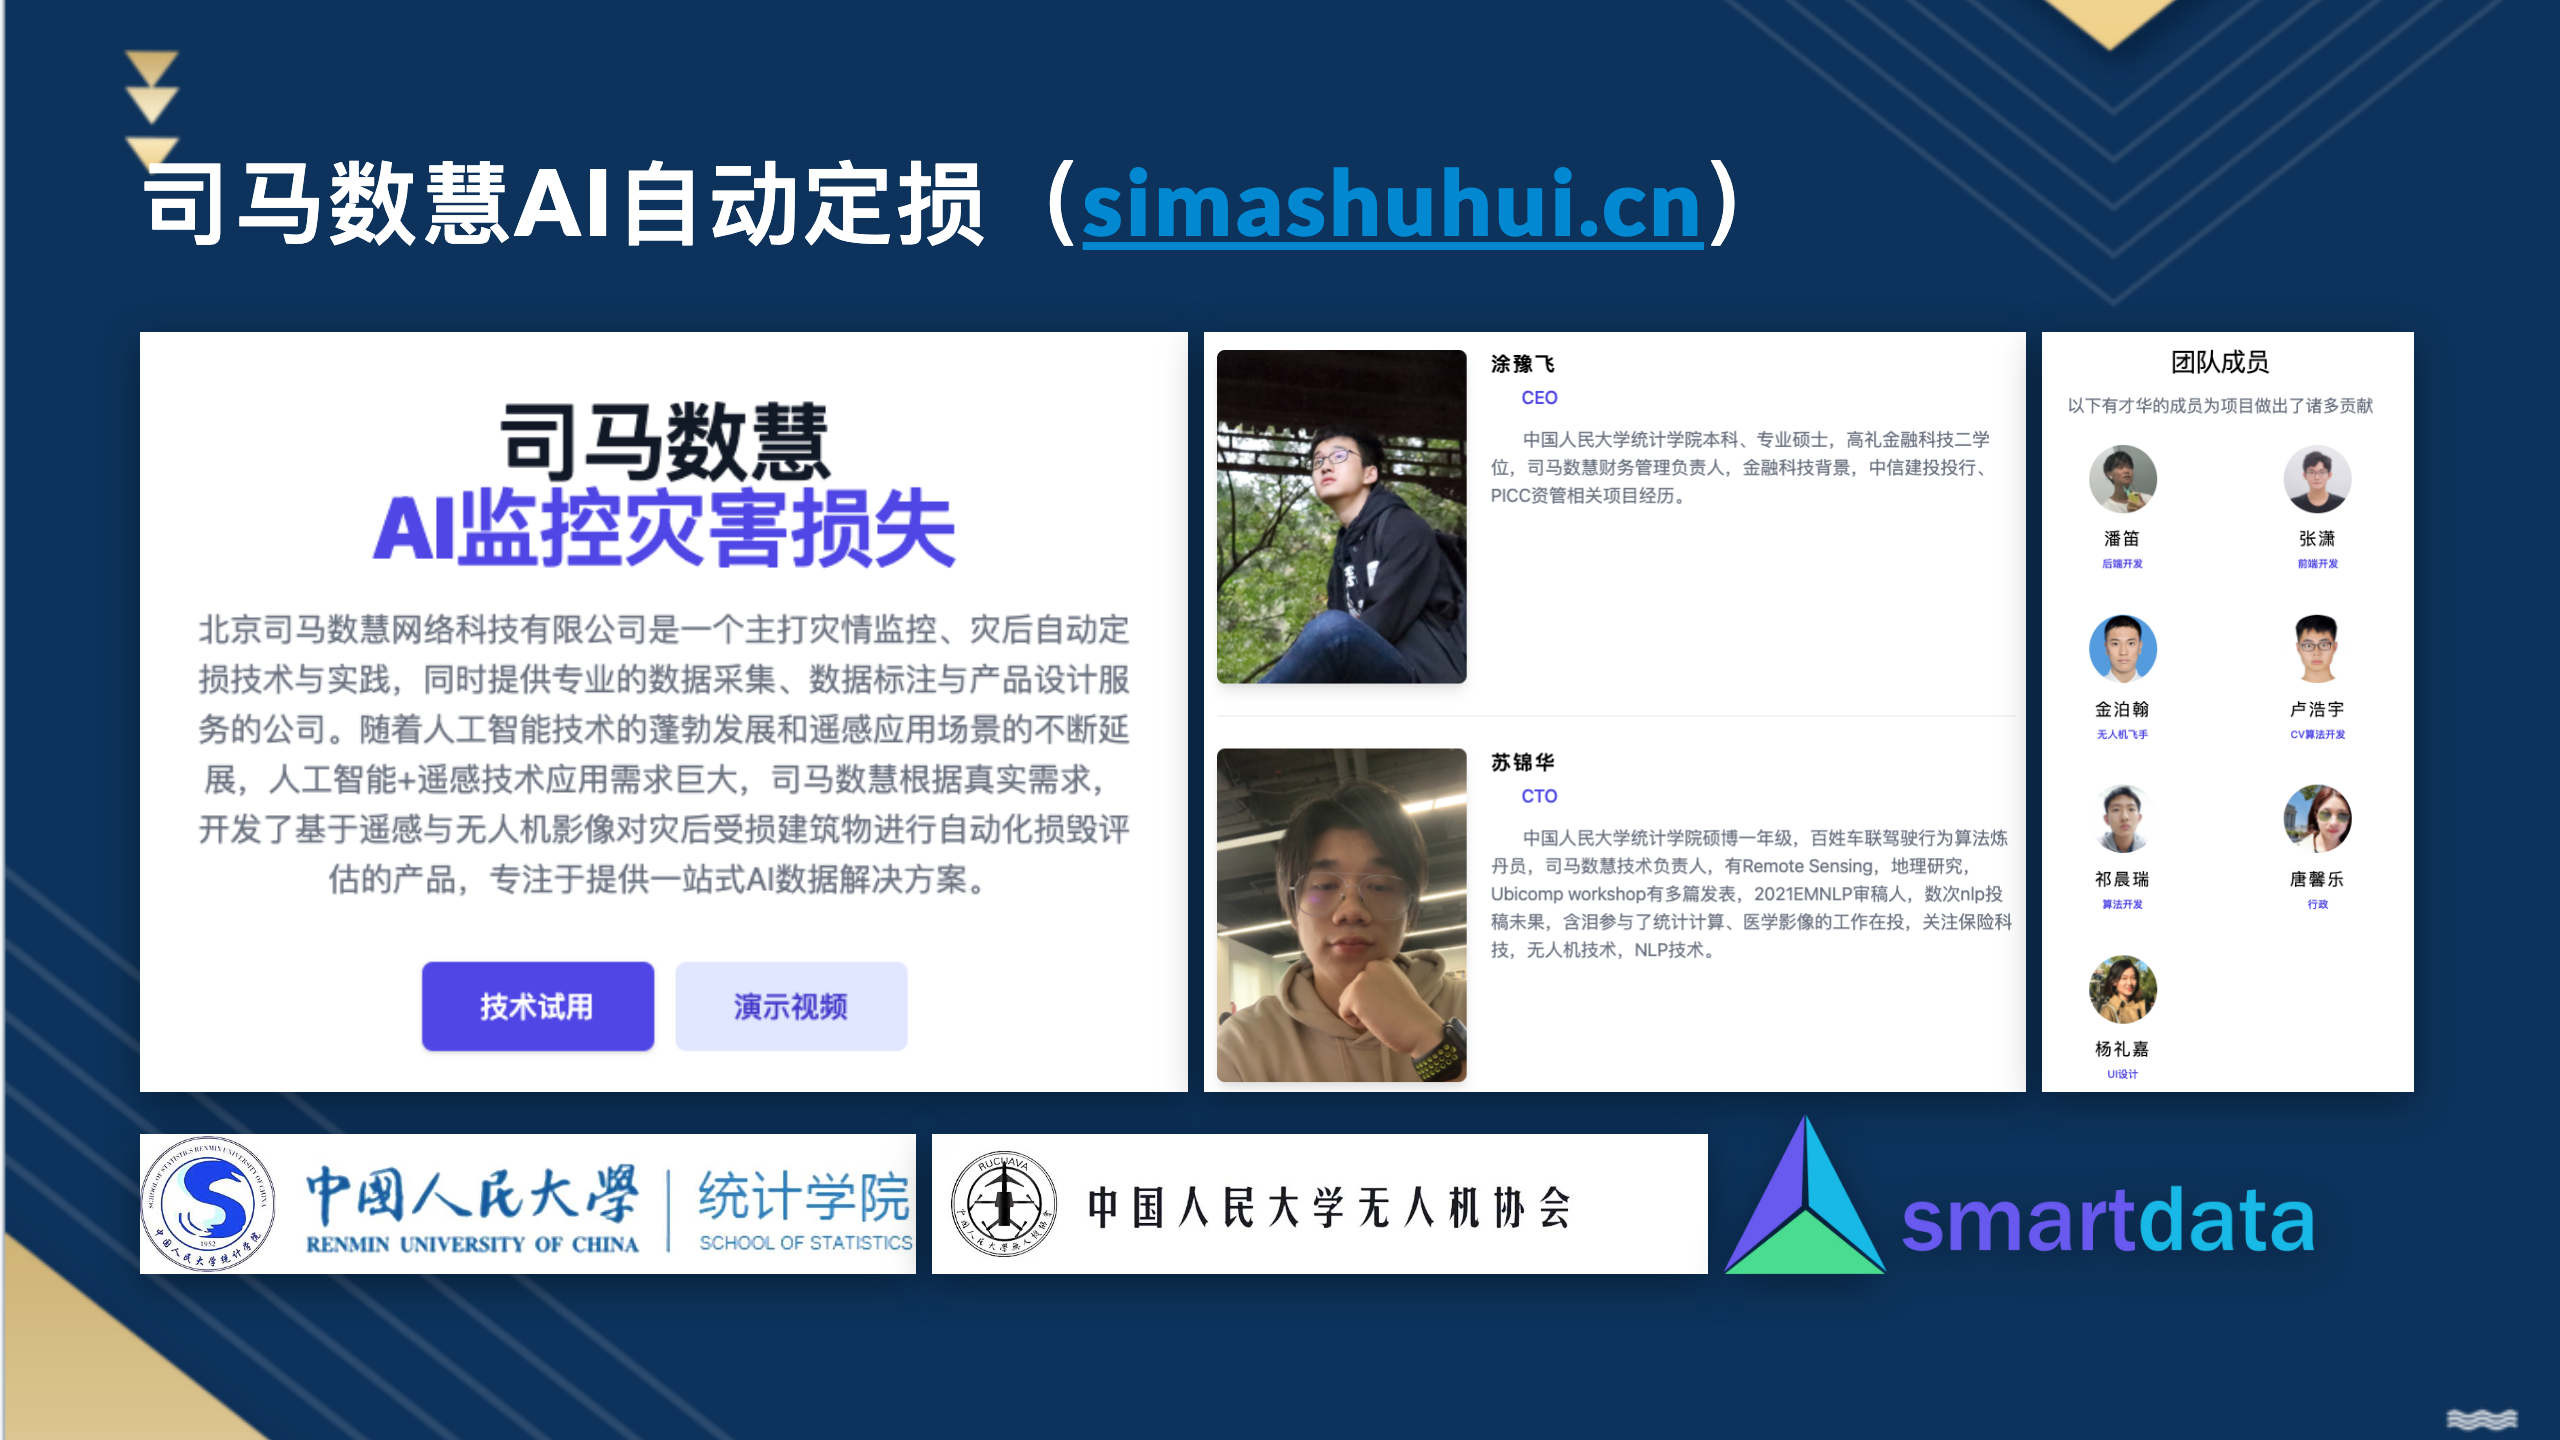 司马数慧AI自动定损（simashuhui.cn）
司马数慧
AI监控灾害损失
北京司马数慧网络科技有限公司是一个主打灾情监控、灾后自动定
损技术与实践，同时提供专业的数据采集、数据标注与产品设计服
务的公司。随着人工智能技术的蓬勃发展和遥感应用场景的不断延
展，人工智能+遥感技术应用需求巨大，司马数慧根据真实需求，
开发了基于遥感与无人机影像对灾后受损建筑物进行自动化损毁评
估的产品，专注于提供一站式AI数据解决方案。
技术试用
演示视频
涂豫飞
CEO
中国人民大学统计学院本科、专业硕士，高礼金融科技二学
位，司马数慧财务管理负责人，金融科技背景，中信建投投行、
PICC资管相关项目经历。
苏锦华
CTO
中国人民大学统计学院硕博一年级，百姓车联驾驶行为算法炼
丹员，司马数慧技术负责人，有Remote Sensing，地理研究，
Ubicomp workshop有多篇发表，2021EMNLP审稿人，数次nlp投
稿未果，含泪参与了统计计算、医学影像的工作在投，关注保险科
技，无人机技术，NLP技术。
团队成员
以下有才华的成员为项目做出了诸多贡献
潘笛
后端开发
张潇
前端开发
金泊翰
无人机飞手
卢浩宇
CV算法开发
祁晨瑞
算法开发
唐馨乐
行政
杨礼嘉
UI设计
SCHOOL OF STATISTICS RENMIN UNIVERSITY OF CHINA
1952
中国人民大学统计学院
中国人民大学
RENMIN UNIVERSITY OF CHINA
统计学院
SCHOOL OF STATISTICS
RUCUAVA
中国人民大学无人机协会
smartdata